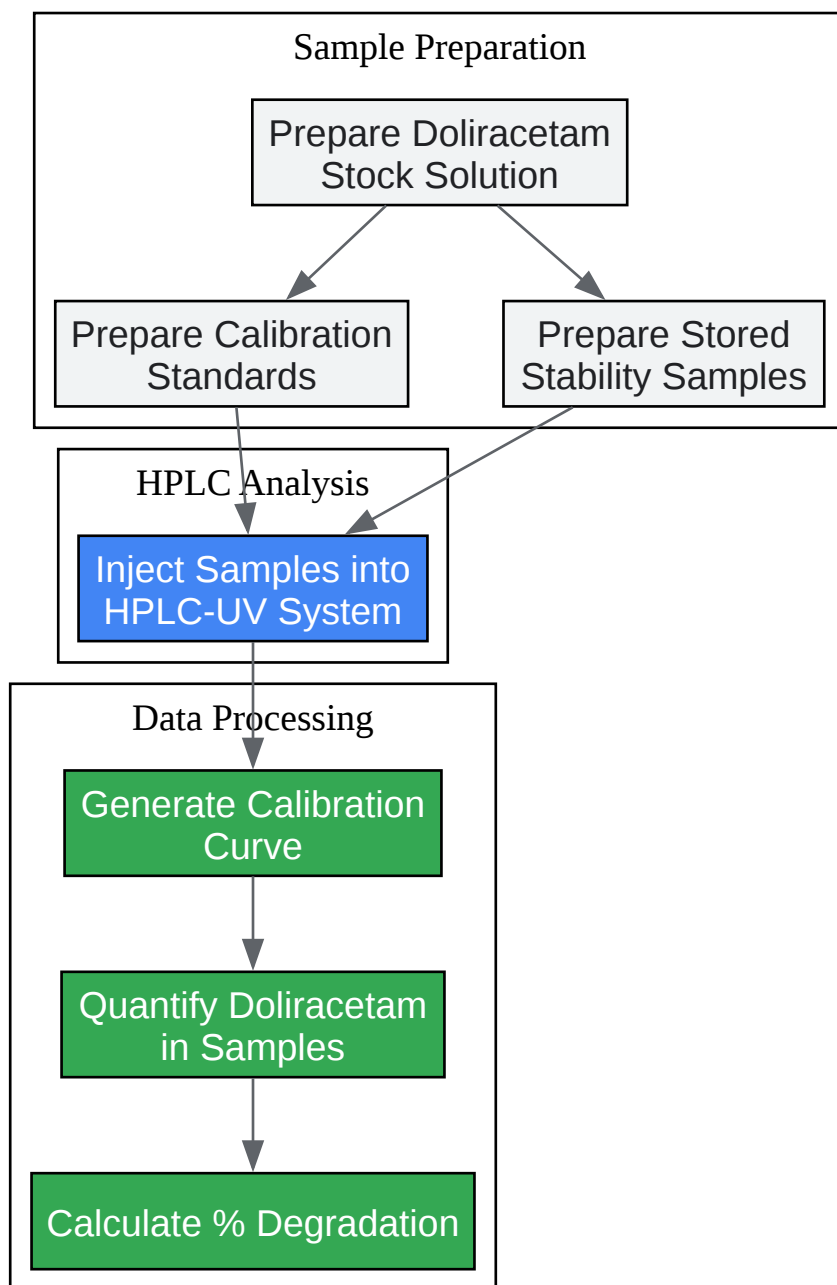 Sample Preparation
Prepare Doliracetam
Stock Solution
Prepare Calibration
Standards
Prepare Stored
Stability Samples
HPLC Analysis
Inject Samples into
HPLC-UV System
Data Processing
Generate Calibration
Curve
Quantify Doliracetam
in Samples
Calculate % Degradation